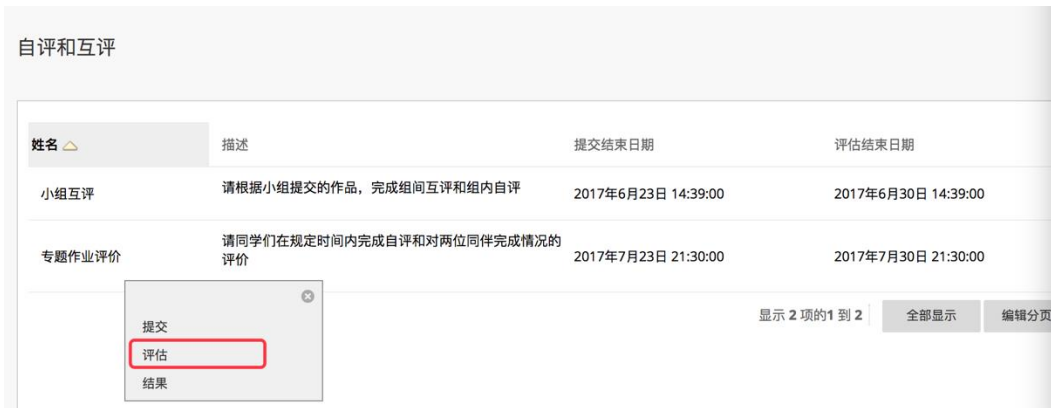 自评和互评
姓名 描述 提交结束日期 评估结束日期
小组互评 请根据小组提交的作品，完成组间互评和组内自评 2017年6月23日 14:39:00 2017年6月30日 14:39:00
专题作业评价 请同学们在规定时间内完成自评和对两位同伴完成情况的 2017年7月23日 21:30:00 2017年7月30日 21:30:00
评价
显示 2 项的1 到 2 全部显示 编辑分页
提交
评估
结果